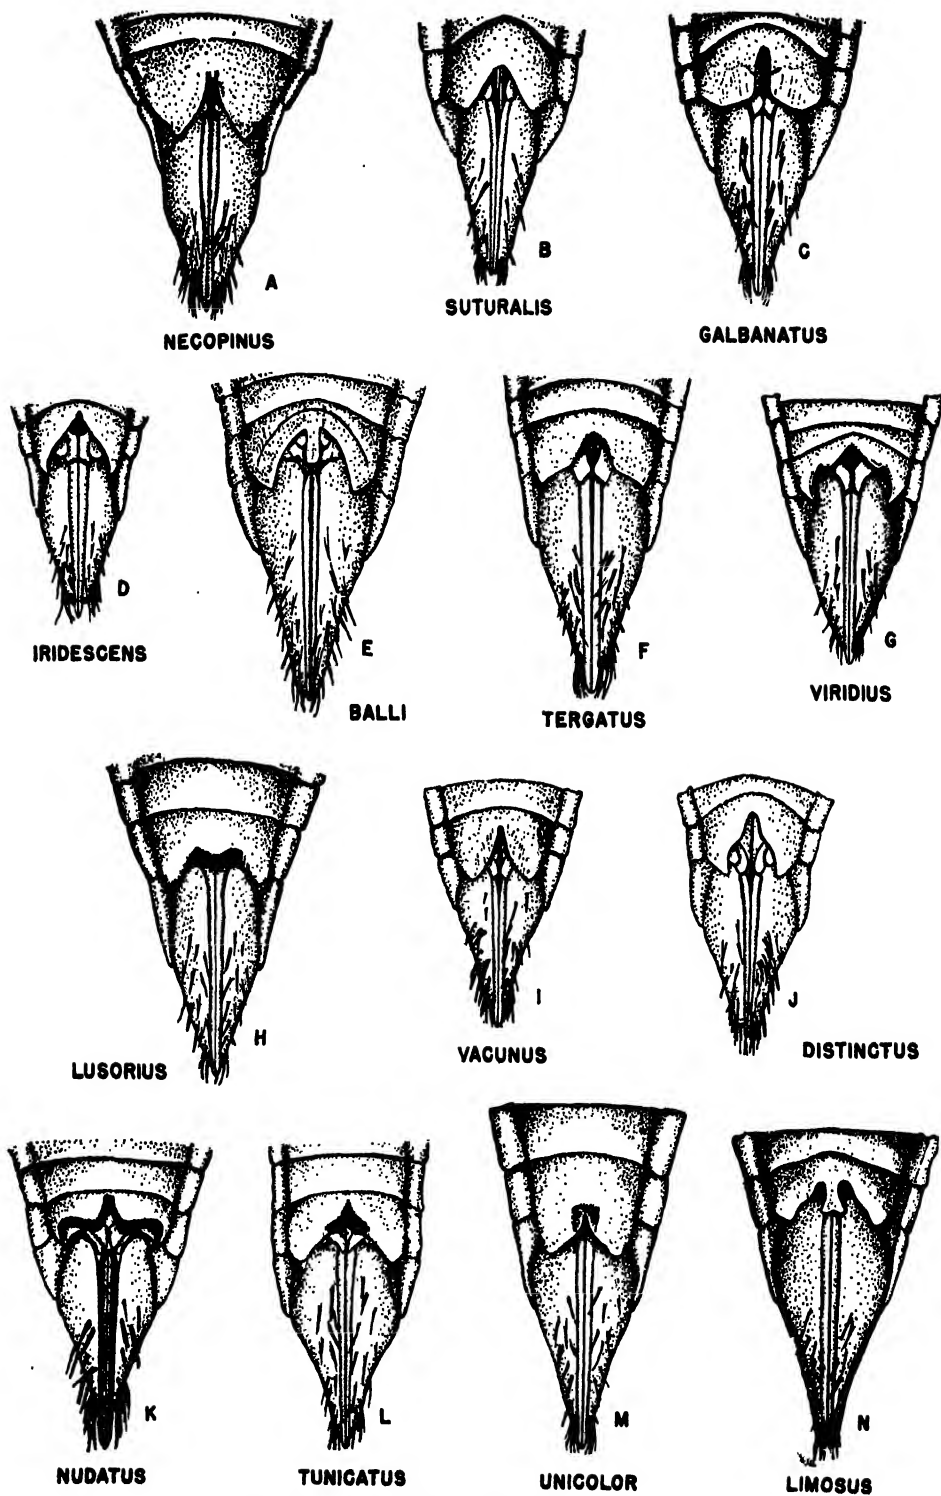 A
NECOPINUS
B
SUTURALIS
C
GALBANATUS
D
IRIDESCENS
E
BALLI
F
TERGATUS
G
VIRIDIUS
H
LUSORIUS
I
VACUNUS
J
DISTINCTUS
K
NUDATUS
L
TUNICATUS
M
UNICOLOR
N
LIMOSUS